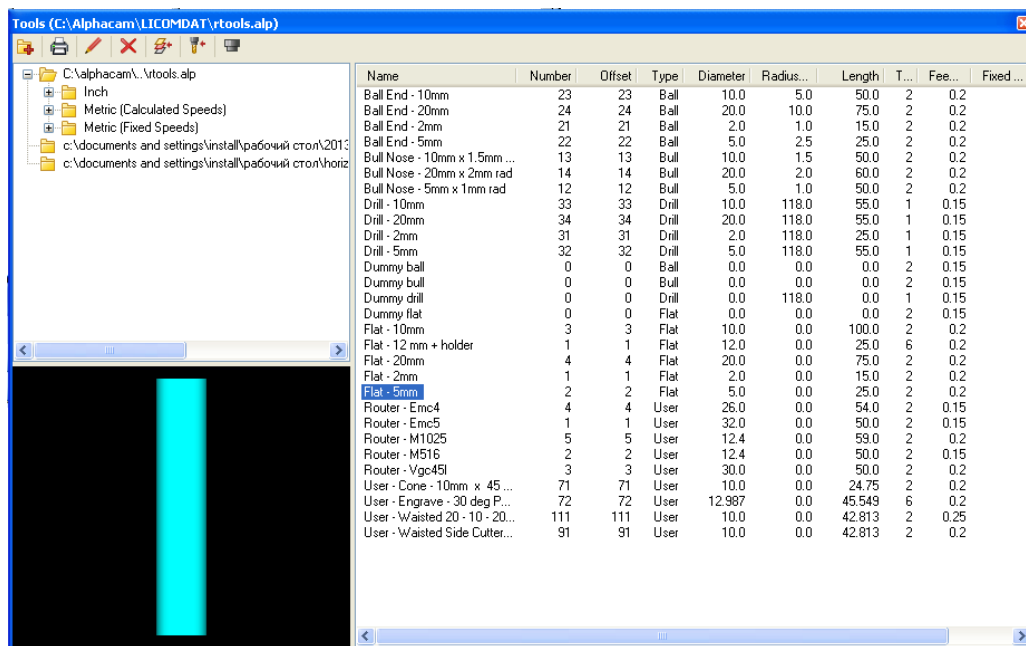 Tools (C:\Alphacam\LICOMDAT\rtools.alp)
C:\alphacam\..\rtools.alp
Inch
Metric (Calculated Speeds)
Metric (Fixed Speeds)
c:\documents and settings\install\рабочий стол\2013
c:\documents and settings\install\рабочий стол\horiz
Name Number Offset Type Diameter Radius... Length T... Fee... Fixed ...
Ball End - 10mm 23 23 Ball 10.0 5.0 50.0 2 0.2
Ball End - 20mm 24 24 Ball 20.0 10.0 75.0 2 0.2
Ball End - 2mm 21 21 Ball 2.0 1.0 15.0 2 0.2
Ball End - 5mm 22 22 Ball 5.0 2.5 25.0 2 0.2
Bull Nose - 10mm x 1.5mm ... 13 13 Bull 10.0 1.5 50.0 2 0.2
Bull Nose - 20mm x 2mm rad 14 14 Bull 20.0 2.0 60.0 2 0.2
Bull Nose - 5mm x 1mm rad 12 12 Bull 5.0 1.0 50.0 2 0.2
Drill - 10mm 33 33 Drill 10.0 118.0 55.0 1 0.15
Drill - 20mm 34 34 Drill 20.0 118.0 55.0 1 0.15
Drill - 2mm 31 31 Drill 2.0 118.0 25.0 1 0.15
Drill - 5mm 32 32 Drill 5.0 118.0 55.0 1 0.15
Dummy ball 0 0 Ball 0.0 0.0 0.0 2 0.15
Dummy bull 0 0 Bull 0.0 0.0 0.0 2 0.15
Dummy drill 0 0 Drill 0.0 118.0 0.0 1 0.15
Dummy flat 0 0 Flat 0.0 0.0 0.0 2 0.15
Flat - 10mm 3 3 Flat 10.0 0.0 100.0 2 0.2
Flat - 12 mm + holder 1 1 Flat 12.0 0.0 25.0 6 0.2
Flat - 20mm 4 4 Flat 20.0 0.0 75.0 2 0.2
Flat - 2mm 1 1 Flat 2.0 0.0 15.0 2 0.2
Flat - 5mm 2 2 Flat 5.0 0.0 25.0 2 0.2
Router - Emc4 4 4 User 26.0 0.0 54.0 2 0.15
Router - Emc5 1 1 User 32.0 0.0 50.0 2 0.15
Router - M1025 5 5 User 12.4 0.0 59.0 2 0.2
Router - M516 2 2 User 12.4 0.0 50.0 2 0.15
Router - Vgc45l 3 3 User 30.0 0.0 50.0 2 0.2
User - Cone - 10mm x 45 ... 71 71 User 10.0 0.0 24.75 2 0.2
User - Engrave - 30 deg P... 72 72 User 12.987 0.0 45.549 6 0.2
User - Waisted 20 - 10 - 20... 111 111 User 10.0 0.0 42.813 2 0.25
User - Waisted Side Cutter... 91 91 User 10.0 0.0 42.813 2 0.2